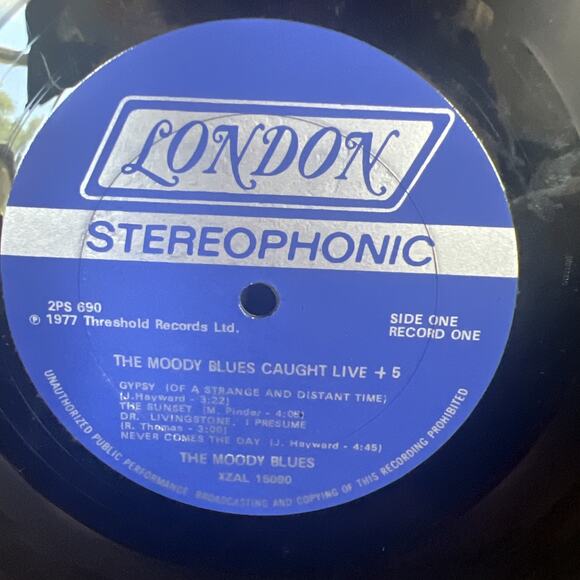 LONDON
STEREOPHONIC
2PS 690
℗ 1977 Threshold Records Ltd.
SIDE ONE
RECORD ONE
THE MOODY BLUES CAUGHT LIVE + 5
GYPSY (OF A STRANGE AND DISTANT TIME)
(J. Hayward - 3:22)
THE SUNSET (M. Pinder - 4:05)
DR. LIVINGSTONE, I PRESUME
(R. Thomas - 3:00)
NEVER COMES THE DAY (J. Hayward - 4:45)
THE MOODY BLUES
XZAL 15090
UNAUTHORIZED PUBLIC PERFORMANCE, BROADCASTING AND COPYING OF THIS RECORDING PROHIBITED